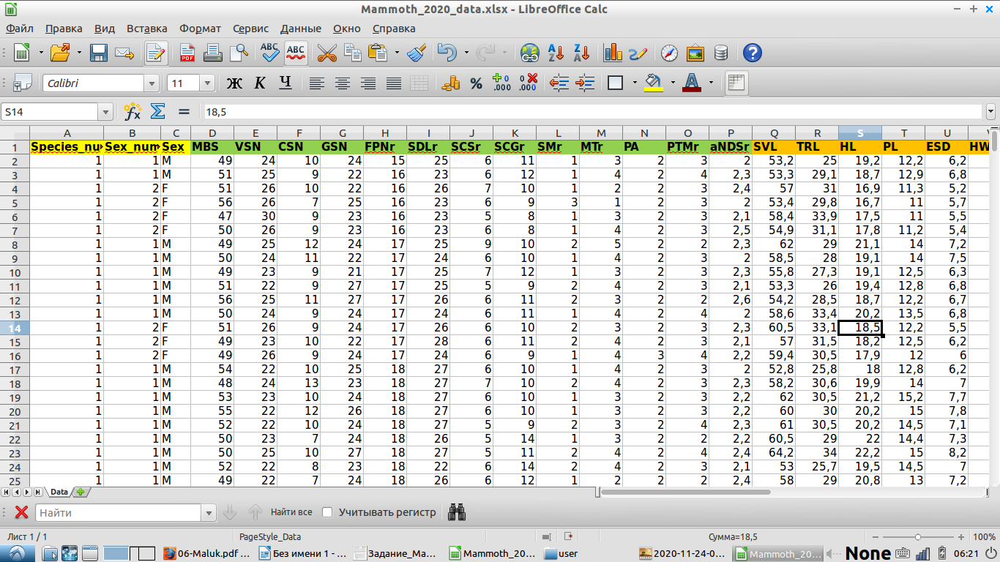 Mammoth_2020_data.xlsx - LibreOffice Calc
Файл Правка Вид Вставка Формат Сервис Данные Окно Справка
PDF ABC ABC A Z Z A ?
Calibri 11 Ж К Ч % +0 .000 0 .000 A
S14 18,5
A B C D E F G H I J K L M N O P Q R S T U
1 Species_nu Sex_num Sex MBS VSN CSN GSN FPNr SDLr SCSr SCGr SMr MTr PA PTMr aNDSr SVL TRL HL PL ESD HW
2 1 1 M 49 24 10 24 15 25 6 11 1 3 2 3 2 53,2 25 19,2 12,2 6,2
3 1 1 M 51 25 9 22 16 23 6 12 1 4 2 4 2,3 53,3 29,1 18,7 12,9 6,8
4 1 2 F 51 26 10 22 16 26 7 10 1 2 2 3 2,4 57 31 16,9 11,3 5,2
5 1 2 F 56 26 7 25 16 23 6 9 3 1 2 3 2 53,4 29,8 16,7 11 5,7
6 1 2 F 47 30 9 23 16 23 5 8 1 3 2 3 2,1 58,4 33,9 17,5 11 5,5
7 1 2 F 50 26 9 23 16 23 6 8 1 4 2 3 2,5 54,9 31,1 17,8 11,2 5,4
8 1 1 M 49 25 12 24 17 25 9 10 2 5 2 2 2,3 62 29 21,1 14 7,2
9 1 1 M 50 24 11 22 17 24 6 10 1 4 2 3 2 58,5 28 19,1 14 7,5
10 1 1 M 49 23 9 21 17 25 7 12 1 3 2 3 2,3 55,8 27,3 19,1 12,5 6,3
11 1 1 M 51 22 9 27 17 25 5 9 2 4 2 3 2,1 53,3 26 19,4 12,8 6,8
12 1 1 M 56 25 11 27 17 26 6 11 2 3 2 2 2,6 54,2 28,5 18,7 12,2 6,7
13 1 1 M 50 24 9 24 17 26 6 11 1 4 2 4 2 58,6 33,4 20,2 13,5 6,8
14 1 2 F 51 26 9 24 17 26 6 10 2 3 2 3 2,3 60,5 33,1 18,5 12,2 5,5
15 1 2 F 49 23 10 22 17 28 6 11 2 4 2 3 2,1 57 31,5 18,2 12,5 6,2
16 1 2 F 49 26 9 24 17 24 6 9 1 4 3 4 2,2 59,4 30,5 17,9 12 6
17 1 1 M 54 22 10 25 18 27 6 10 1 4 2 3 2 52,8 25,8 18 12,8 6,2
18 1 1 M 48 24 13 23 18 27 7 10 2 4 2 3 2,3 58,2 30,6 19,9 14 7
19 1 1 M 53 23 10 24 18 27 6 10 1 3 2 3 2,2 62 30,5 21,2 15,2 7,7
20 1 1 M 55 22 12 26 18 27 6 10 1 3 2 3 2,2 60 30 20,2 15 7,8
21 1 1 M 52 22 10 24 18 27 5 9 2 3 2 4 2,3 61 30,5 20,2 14,5 7,1
22 1 1 M 50 23 7 24 18 26 5 14 1 3 2 2 2,2 60,5 29 22 14,4 7,3
23 1 1 M 50 25 10 27 18 27 5 11 2 4 2 4 2,4 64,2 34 22,2 15 8,2
24 1 1 M 52 22 8 23 18 22 6 14 2 4 2 3 2,1 53 25,7 19,5 14,5 7
25 1 1 M 49 22 7 24 18 26 6 12 1 2 2 2 2,4 58 29 20,8 13 7,2
Data
Найти Найти все Учитывать регистр
Лист 1 / 1 PageStyle_Data Сумма=18,5 100%
06-Maluk.pdf ... Без имени 1 - ... Задание_Ma... Mammoth_20... user 2020-11-24-0... Mammoth_20... None 06:21